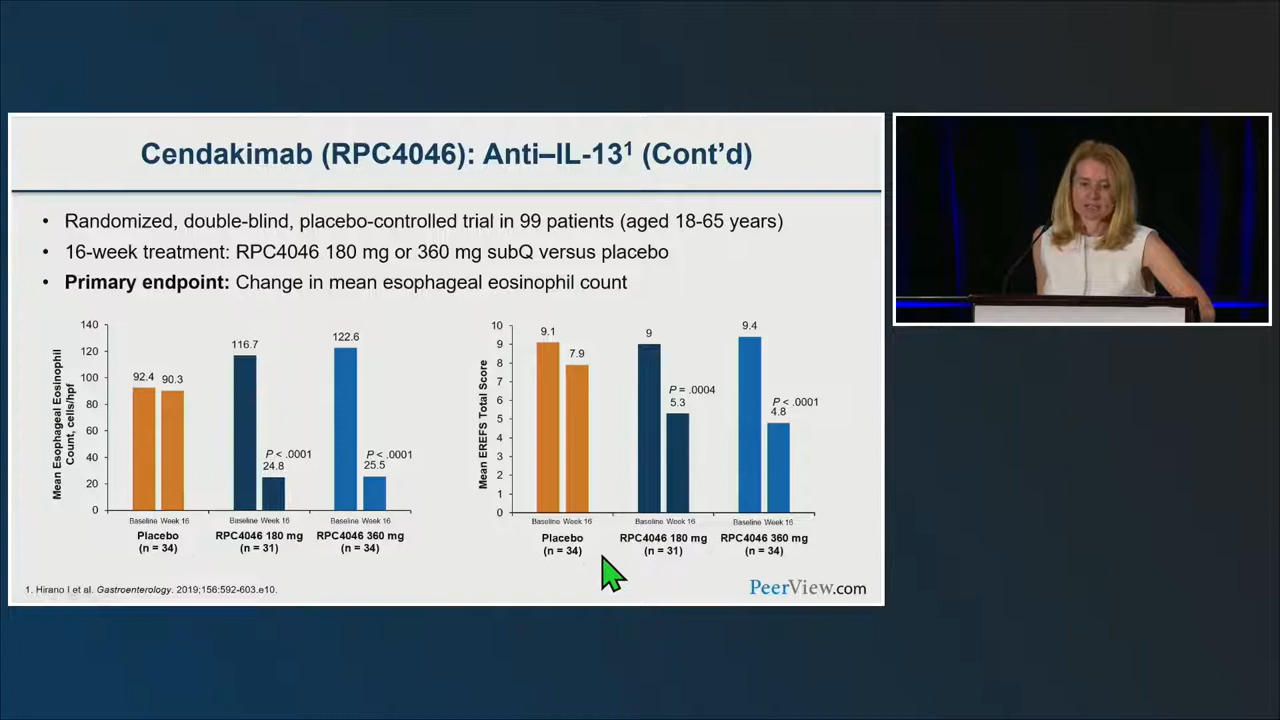 Cendakimab (RPC4046): Anti–IL-13¹ (Cont’d)
• Randomized, double-blind, placebo-controlled trial in 99 patients (aged 18-65 years)
• 16-week treatment: RPC4046 180 mg or 360 mg subQ versus placebo
• Primary endpoint: Change in mean esophageal eosinophil count
Mean Esophageal Eosinophil
Count, cells/hpf
140
120
100
80
60
40
20
0
92.4
90.3
116.7
P < .0001
24.8
122.6
P < .0001
25.5
Baseline Week 16
Baseline Week 16
Baseline Week 16
Placebo
(n = 34)
RPC4046 180 mg
(n = 31)
RPC4046 360 mg
(n = 34)
Mean EREFS Total Score
10
9
8
7
6
5
4
3
2
1
0
9.1
7.9
9
P = .0004
5.3
9.4
P < .0001
4.8
Baseline Week 16
Baseline Week 16
Baseline Week 16
Placebo
(n = 34)
RPC4046 180 mg
(n = 31)
RPC4046 360 mg
(n = 34)
1. Hirano I et al. Gastroenterology. 2019;156:592-603.e10.
PeerView.com